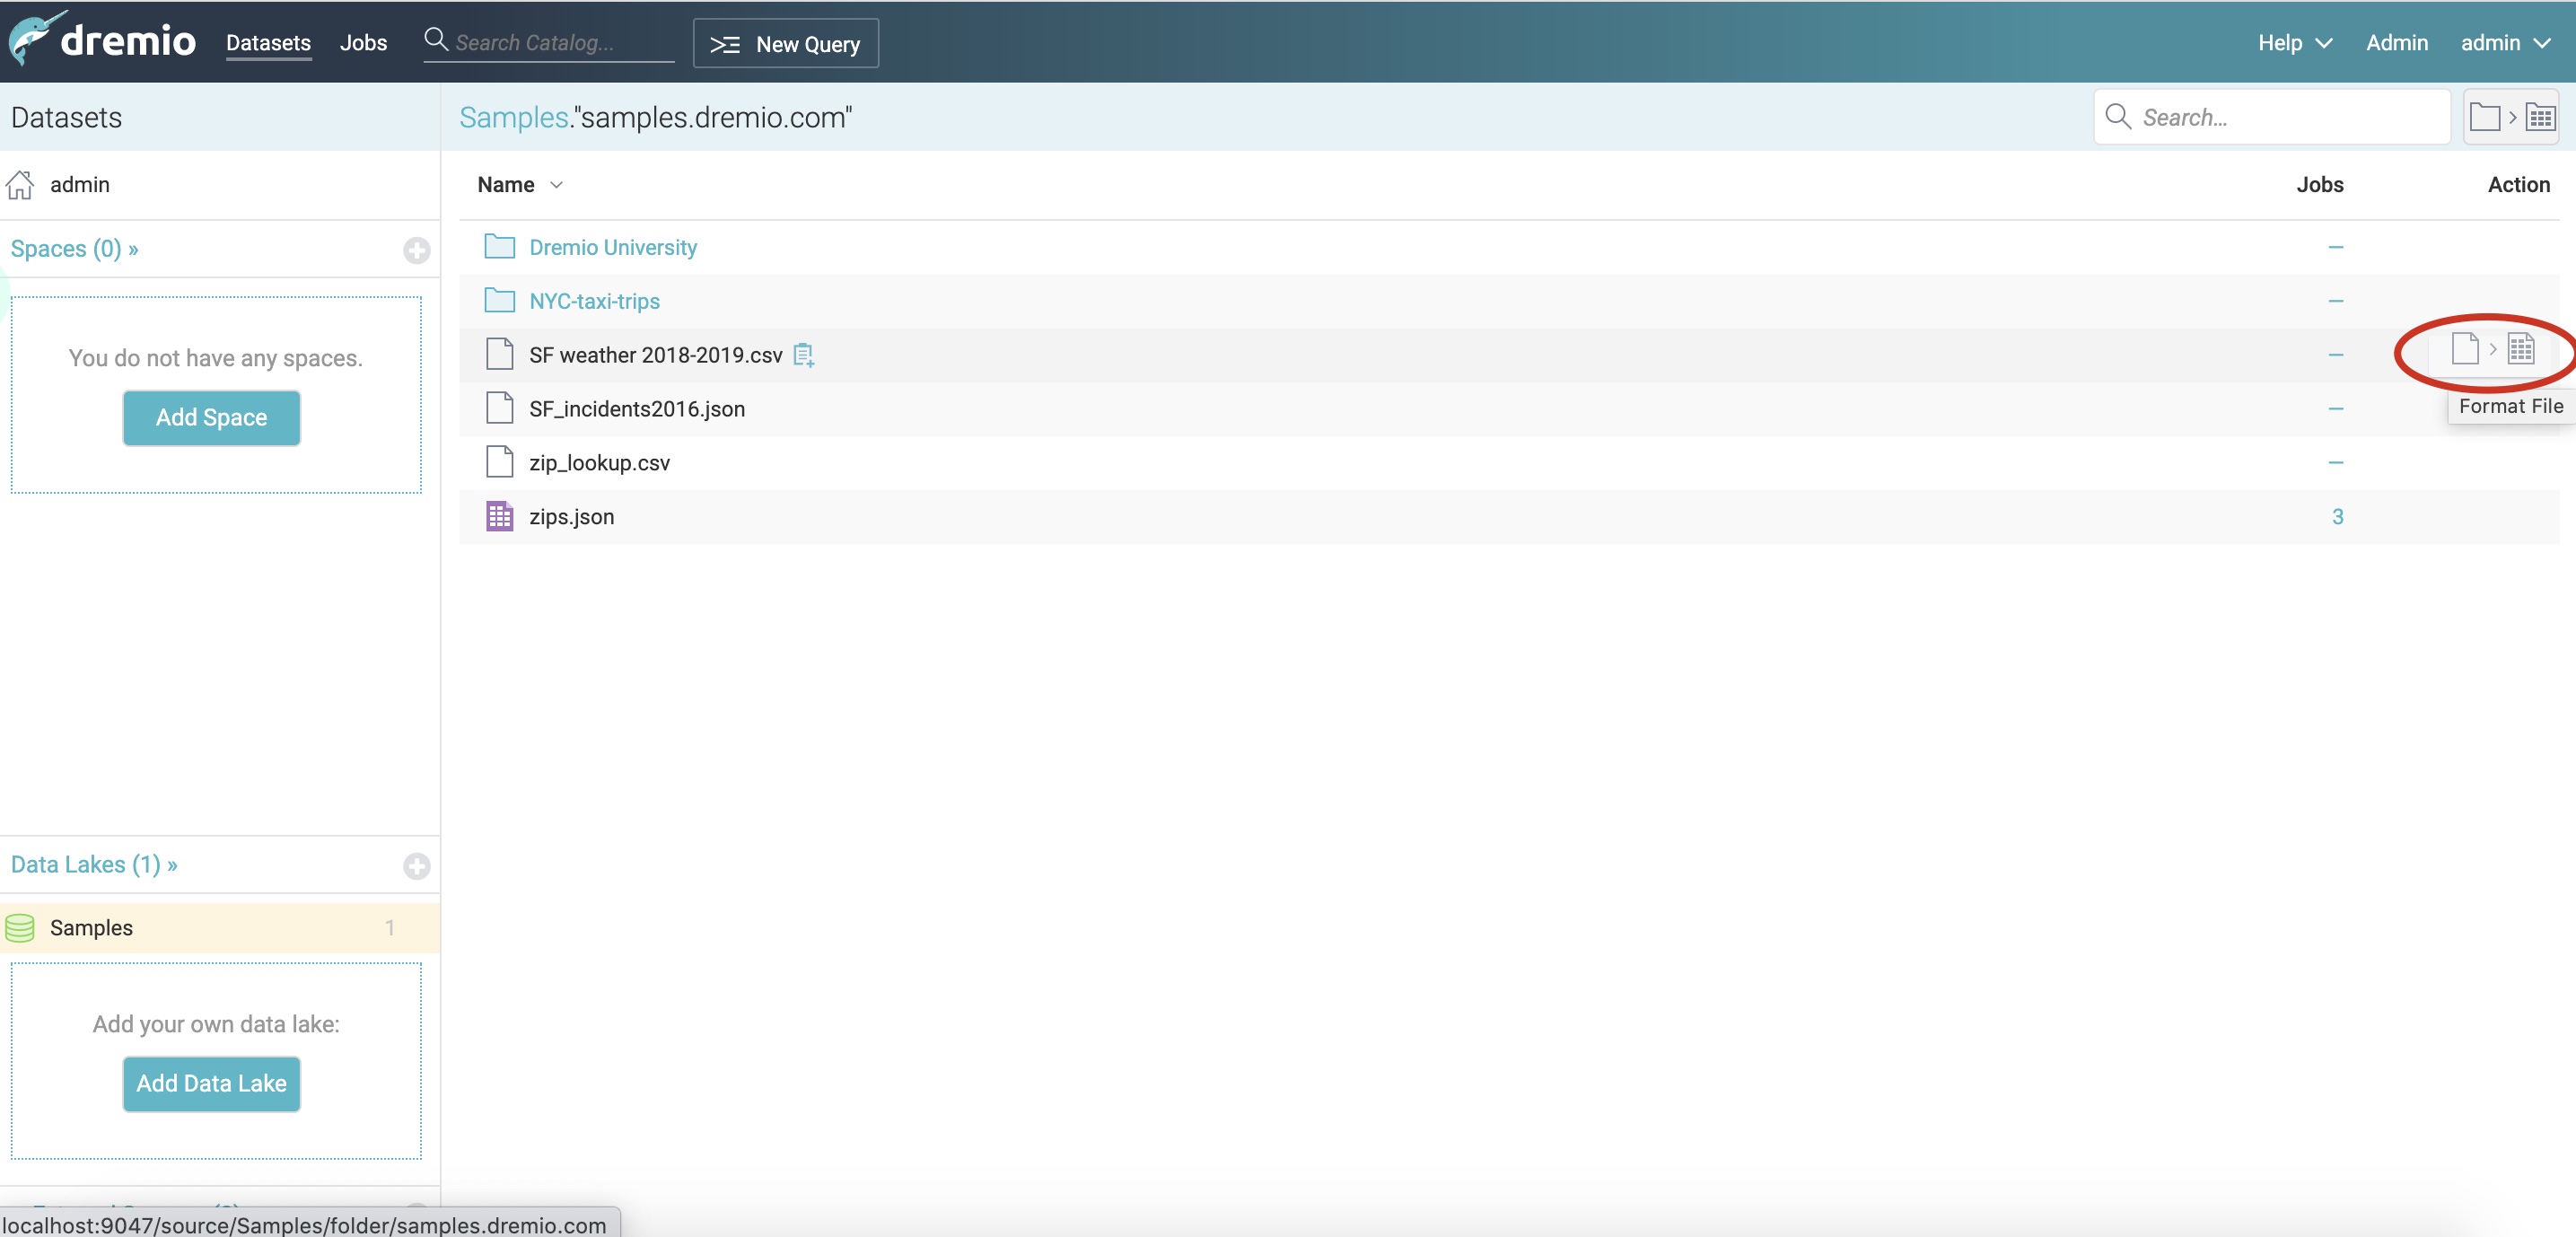 dremio Datasets Jobs Search Catalog... New Query Help Admin admin
Datasets
Samples."samples.dremio.com"
Search...
admin
Name Jobs Action
Spaces (0) »
You do not have any spaces.
Add Space
Dremio University –
NYC-taxi-trips –
SF weather 2018-2019.csv –
Format File
SF_incidents2016.json –
zip_lookup.csv –
zips.json 3
Data Lakes (1) »
Samples 1
Add your own data lake:
Add Data Lake
localhost:9047/source/Samples/folder/samples.dremio.com